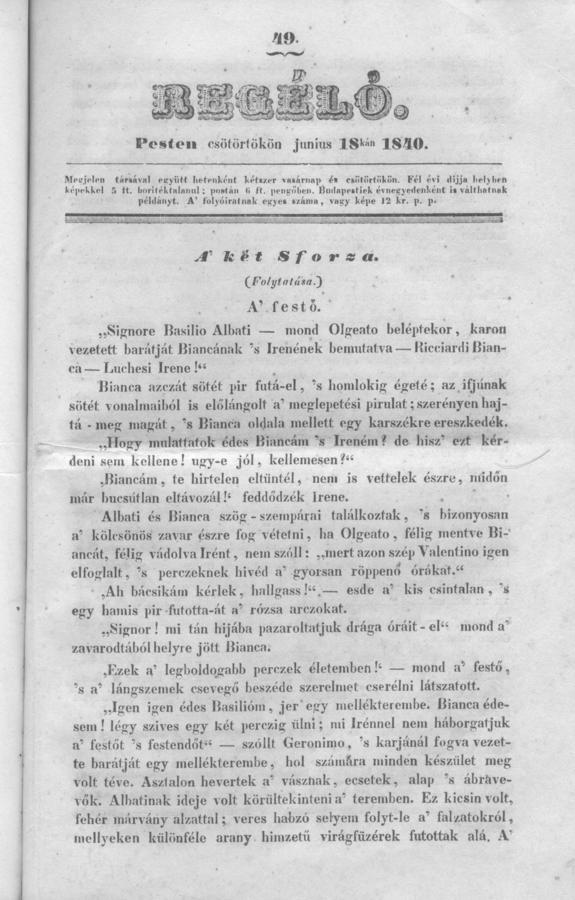 49.
REGÉLŐ.
Pesten csötörtökön junius 18kán 1840.
Megjelen társával együtt hetenként kétszer vasárnap és csötörtökön. Fél évi díjja helyben
képekkel 5 ft. boritéktalanul; postán 6 ft. pengőben. Budapestiek évnegyedenként is válthatnak
példányt. A' folyóiratnak egyes száma, vagy képe 12 kr. p. p.
A' két Sforza.
(Folytatása.)
A' festő.
„Signore Basilio Albati — mond Olgeato beléptekor, karon
vezetett barátját Biancának 's Irenének bemutatva — Ricciardi Bian-
ca — Luchesi Irene!“
Bianca azczát sötét pir futá-el, 's homlokig égeté; az ifjúnak
sötét vonalmaiból is előlángolt a' meglepetési pirulat; szerényen haj-
tá-meg magát, 's Bianca oldala mellett egy karszékre ereszkedék.
„Hogy mulattatok édes Biancám 's Ireném? de hisz' ezt kér-
deni sem kellene! ugy-e jól, kellemesen?“
‚Biancám, te hirtelen eltüntél, nem is vettelek észre, midőn
már bucsútlan eltávozál!‘ feddődzék Irene.
Albati és Bianca szög-szempárai találkoztak, 's bizonyosan
a' kölcsönös zavar észre fog vétetni, ha Olgeato, félig mentve Bi-
ancát, félig vádolva Irént, nem szóll: „mert azon szép Valentino igen
elfoglalt, 's perczeknek hivéd a' gyorsan röppenő órákat.“
‚Ah bácsikám kérlek, hallgass!“ — esde a' kis csintalan, 's
egy hamis pir futotta-át a' rózsa arczokat.
„Signor! mi tán hijába pazaroltatjuk drága óráit-el“ mond a'
zavarodtából helyre jött Bianca.
‚Ezek a' legboldogabb perczek életemben!‘ — mond a' festő,
's a' lángszemek csevegő beszéde szerelmet cserélni látszatott.
„Igen igen édes Basilióm, jer egy mellékterembe. Bianca éde-
sem! légy szives egy két perczig ülni; mi Irénnel nem háborgatjuk
a' festőt 's festendőt“ — szóllt Geronimo, 's karjánál fogva vezet-
te barátját egy mellékterembe, hol számára minden készület meg
volt téve. Asztalon hevertek a' vásznak, ecsetek, alap 's ábráve-
vők. Albatinak ideje volt körültekinteni a' teremben. Ez kicsin volt,
fehér márvány alzattal; veres habzó selyem folyt-le a' falzatokról,
mellyeken különféle arany himzetű virágfüzérek futottak alá. A'